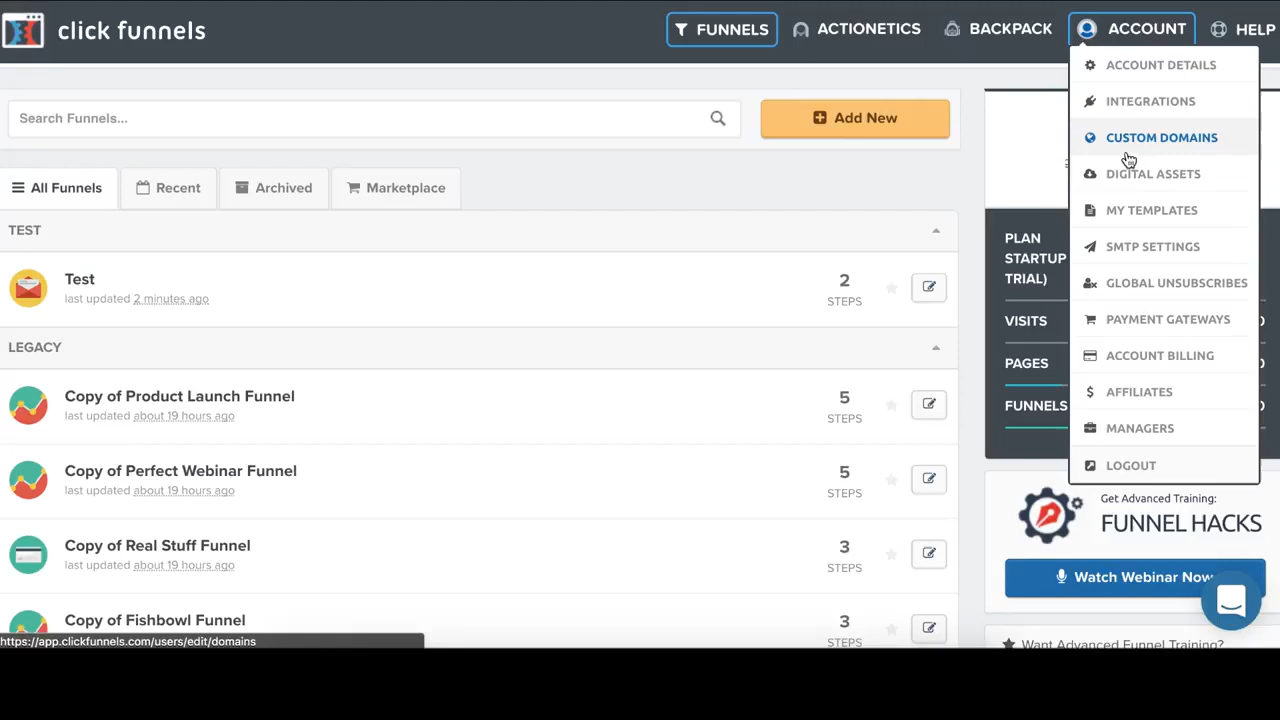 click funnels
FUNNELS
ACTIONETICS
BACKPACK
ACCOUNT
HELP
Search Funnels...
Add New
All Funnels
Recent
Archived
Marketplace
TEST
Test
last updated 2 minutes ago
2
STEPS
LEGACY
Copy of Product Launch Funnel
last updated about 19 hours ago
5
STEPS
Copy of Perfect Webinar Funnel
last updated about 19 hours ago
5
STEPS
Copy of Real Stuff Funnel
last updated about 19 hours ago
3
STEPS
Copy of Fishbowl Funnel
3
STEPS
https://app.clickfunnels.com/users/edit/domains
ACCOUNT DETAILS
INTEGRATIONS
CUSTOM DOMAINS
DIGITAL ASSETS
MY TEMPLATES
SMTP SETTINGS
GLOBAL UNSUBSCRIBES
PAYMENT GATEWAYS
ACCOUNT BILLING
AFFILIATES
MANAGERS
LOGOUT
PLAN
STARTUP
TRIAL)
VISITS
PAGES
FUNNELS
Get Advanced Training:
FUNNEL HACKS
Watch Webinar Now
Want Advanced Funnel Training?